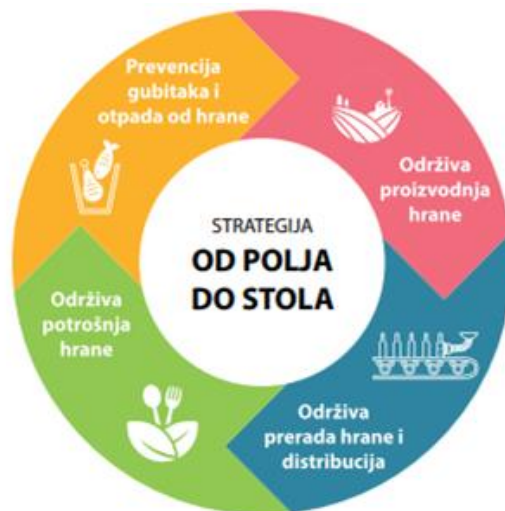 Prevencija
gubitaka i
otpada od hrane
Održiva
proizvodnja
hrane
STRATEGIJA
OD POLJA
DO STOLA
Održiva
potrošnja
hrane
Održiva
prerada hrane i
distribucija